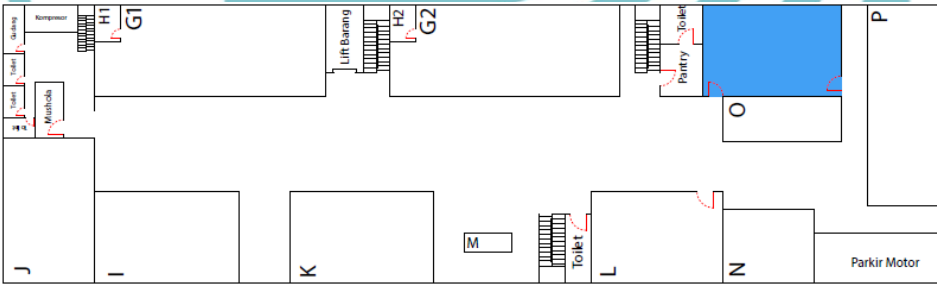 Gudang
Kompresor
H1
G1
Lift Barang
H2
G2
Toilet
Pantry
P
Toilet
Toilet
Mushola
O
J
I
K
M
Toilet
L
N
Parkir Motor